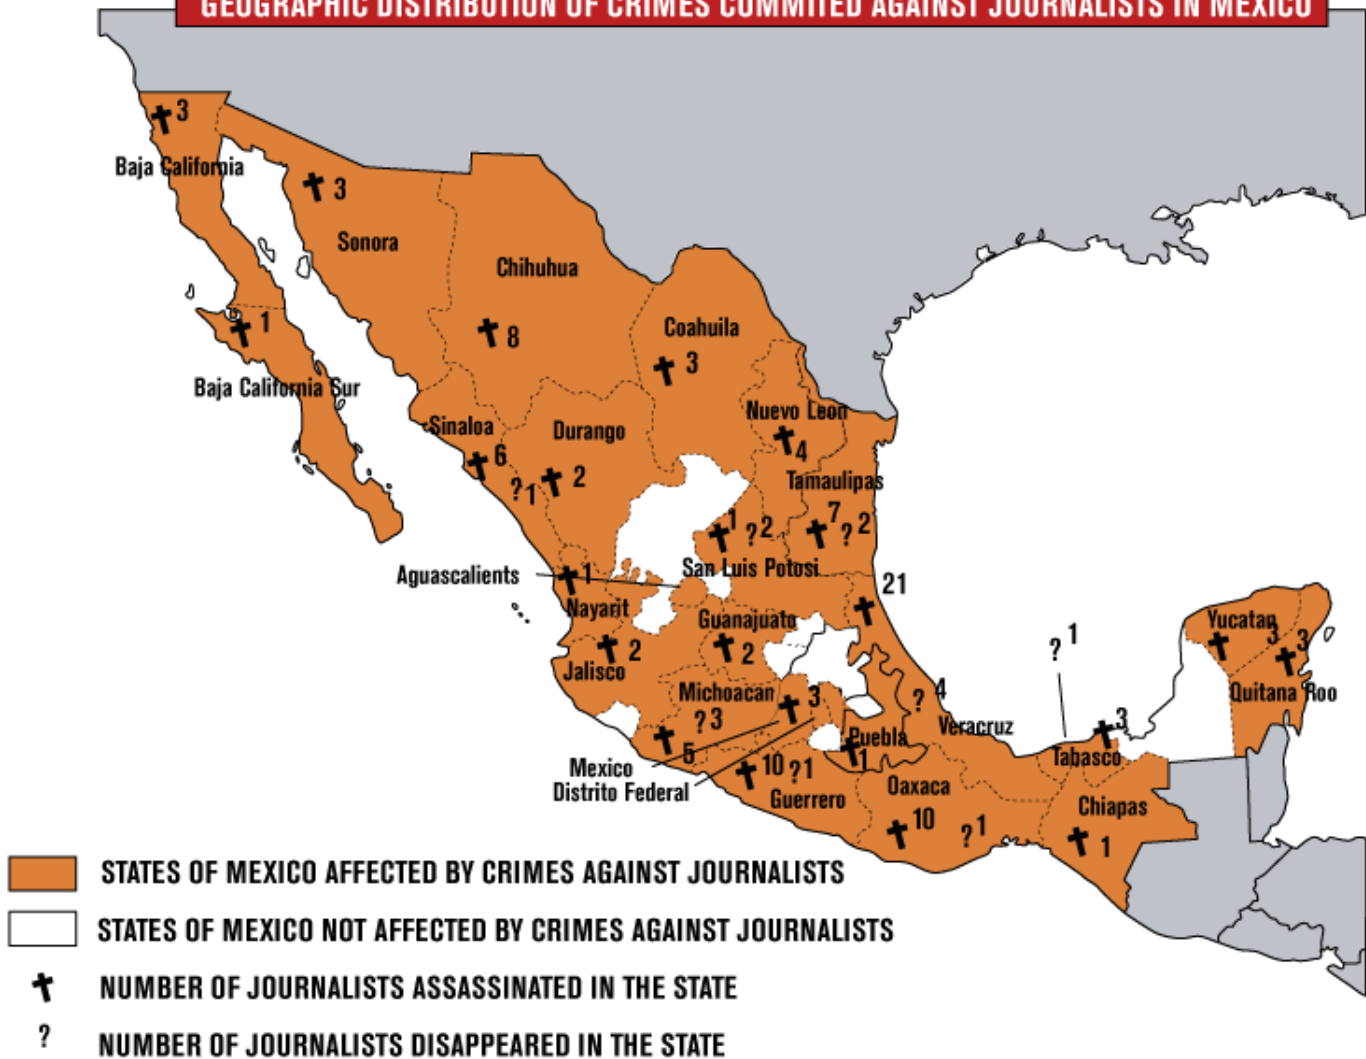 GEOGRAPHIC DISTRIBUTION OF CRIMES COMMITED AGAINST JOURNALISTS IN MEXICO
3
Baja California
3
Sonora
Chihuhua
8
Coahuila
3
1
Baja California Sur
Nuevo Leon
4
Sinaloa
6
?1
Durango
2
Tamaulipas
7
?2
1
?2
San Luis Potosi
Aguascalients
1
Nayarit
21
Guanajuato
2
Jalisco
2
Yucatan
3
3
Quitana Roo
?1
Michoacan
?3
5
3
?4
Veracruz
Puebla
1
3
Tabasco
Mexico
Distrito Federal
10
?1
Guerrero
Oaxaca
10
?1
Chiapas
1
STATES OF MEXICO AFFECTED BY CRIMES AGAINST JOURNALISTS
STATES OF MEXICO NOT AFFECTED BY CRIMES AGAINST JOURNALISTS
NUMBER OF JOURNALISTS ASSASSINATED IN THE STATE
? NUMBER OF JOURNALISTS DISAPPEARED IN THE STATE